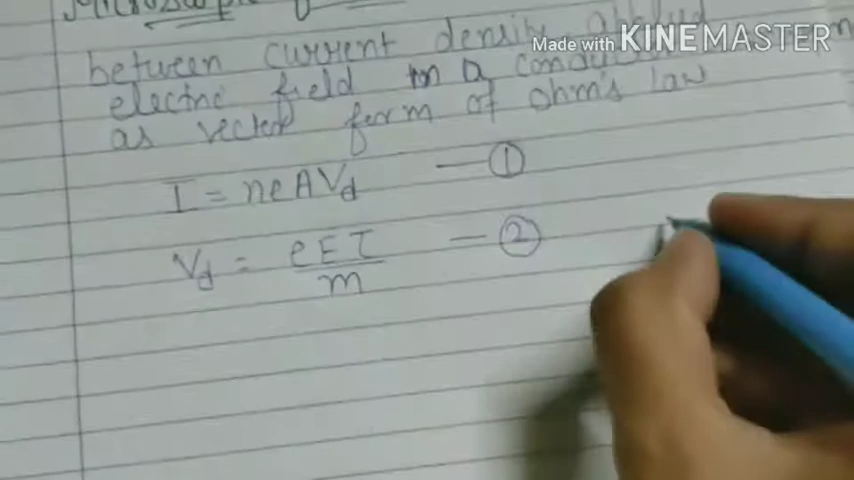 Microscopic
between current density
Made with KINEMASTER
electric field in a
as vector form of ohm's law
I = neAVd — ①
Vd = eEτ/m — ②